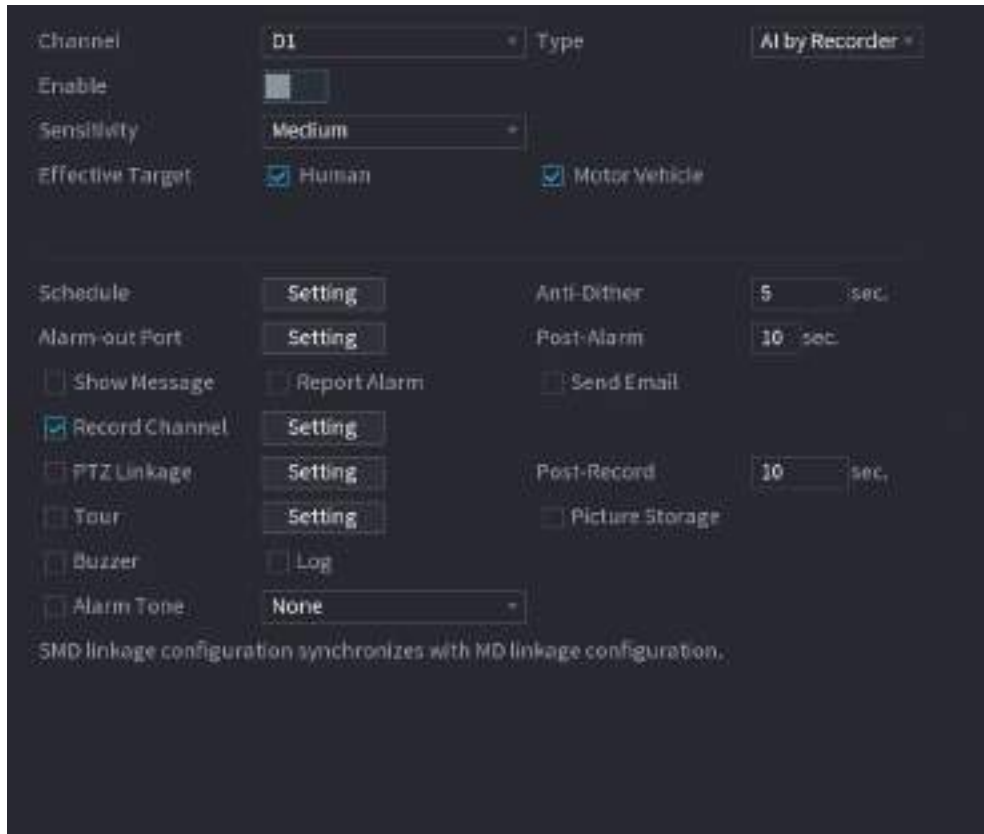 Channel D1 Type AI by Recorder
Enable
Sensitivity Medium
Effective Target Human Motor Vehicle
Schedule Setting Anti-Dither 5 sec.
Alarm-out Port Setting Post-Alarm 10 sec.
Show Message Report Alarm Send Email
Record Channel Setting
PTZ Linkage Setting Post-Record 10 sec.
Tour Setting Picture Storage
Buzzer Log
Alarm Tone None
SMD linkage configuration synchronizes with MD linkage configuration.